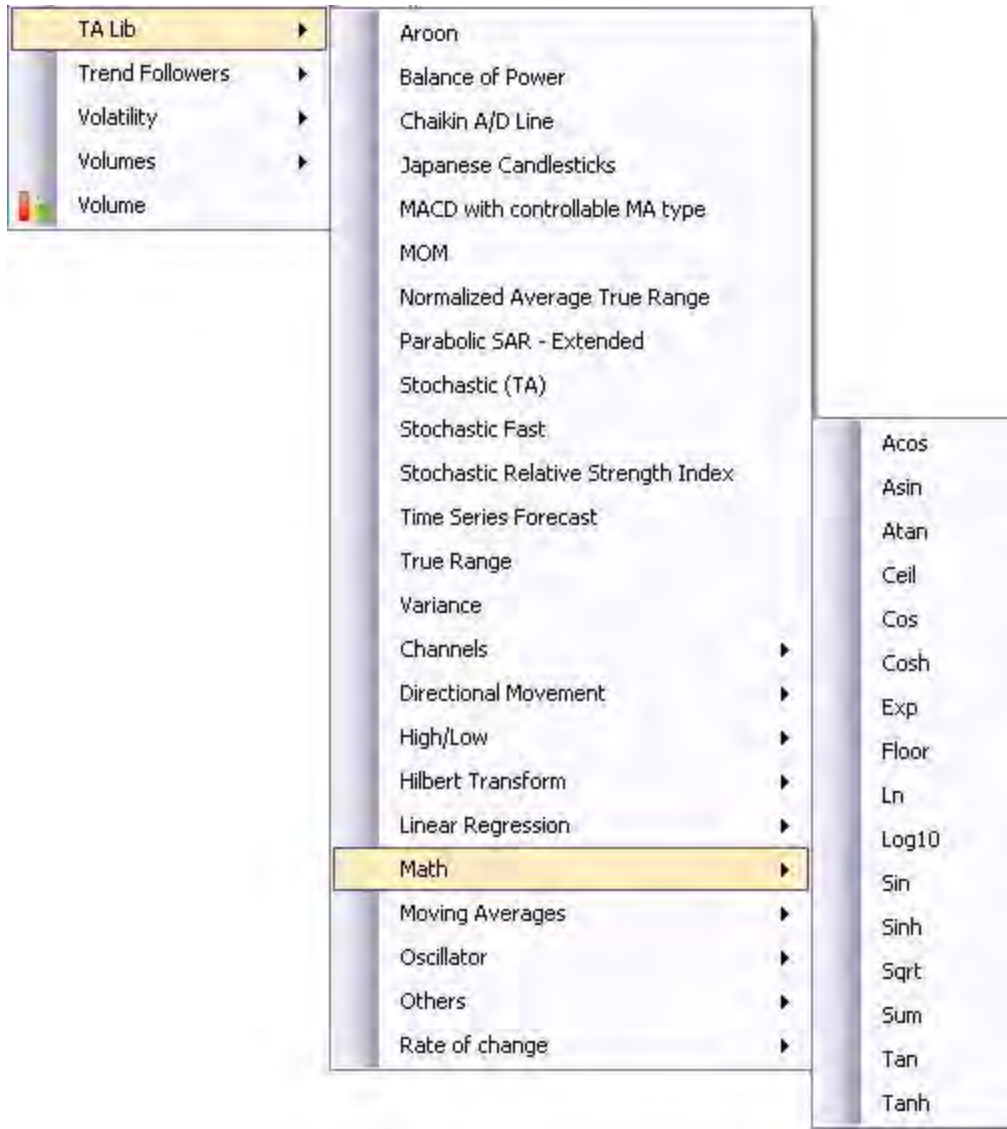 TA Lib
Trend Followers
Volatility
Volumes
Volume
Aroon
Balance of Power
Chaikin A/D Line
Japanese Candlesticks
MACD with controllable MA type
MOM
Normalized Average True Range
Parabolic SAR - Extended
Stochastic (TA)
Stochastic Fast
Stochastic Relative Strength Index
Time Series Forecast
True Range
Variance
Channels
Directional Movement
High/Low
Hilbert Transform
Linear Regression
Math
Moving Averages
Oscillator
Others
Rate of change
Acos
Asin
Atan
Ceil
Cos
Cosh
Exp
Floor
Ln
Log10
Sin
Sinh
Sqrt
Sum
Tan
Tanh